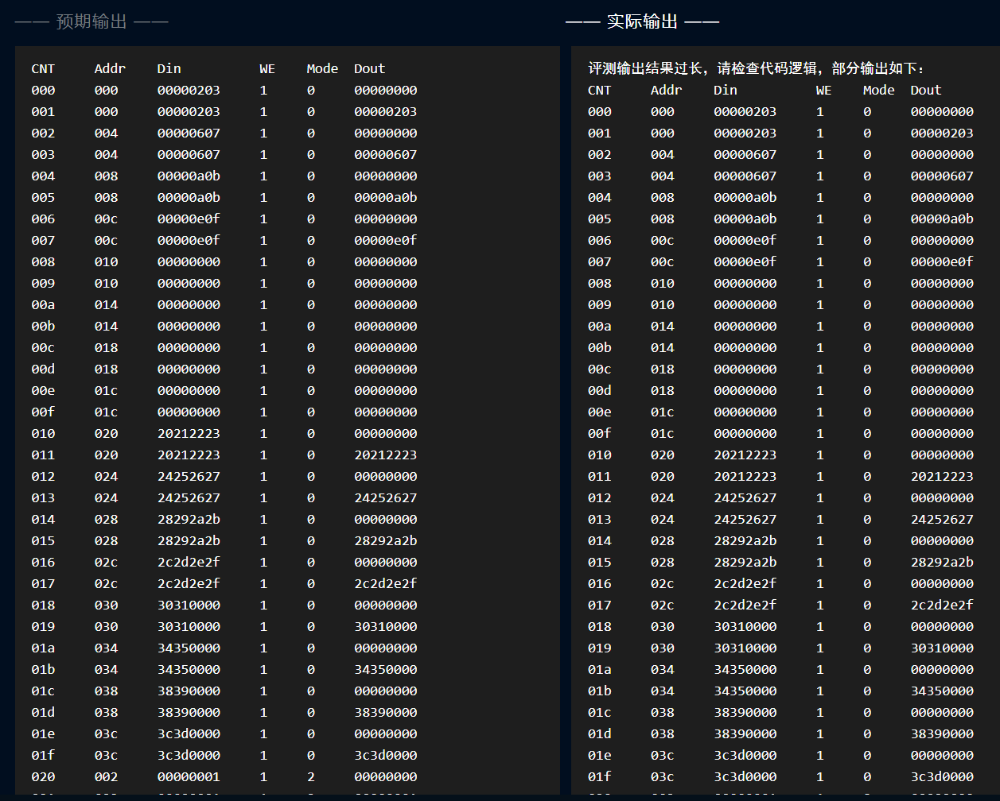 —— 预期输出 ——
CNT Addr Din WE Mode Dout
000 000 00000203 1 0 00000000
001 000 00000203 1 0 00000203
002 004 00000607 1 0 00000000
003 004 00000607 1 0 00000607
004 008 00000a0b 1 0 00000000
005 008 00000a0b 1 0 00000a0b
006 00c 00000e0f 1 0 00000000
007 00c 00000e0f 1 0 00000e0f
008 010 00000000 1 0 00000000
009 010 00000000 1 0 00000000
00a 014 00000000 1 0 00000000
00b 014 00000000 1 0 00000000
00c 018 00000000 1 0 00000000
00d 018 00000000 1 0 00000000
00e 01c 00000000 1 0 00000000
00f 01c 00000000 1 0 00000000
010 020 20212223 1 0 00000000
011 020 20212223 1 0 20212223
012 024 24252627 1 0 00000000
013 024 24252627 1 0 24252627
014 028 28292a2b 1 0 00000000
015 028 28292a2b 1 0 28292a2b
016 02c 2c2d2e2f 1 0 00000000
017 02c 2c2d2e2f 1 0 2c2d2e2f
018 030 30310000 1 0 00000000
019 030 30310000 1 0 30310000
01a 034 34350000 1 0 00000000
01b 034 34350000 1 0 34350000
01c 038 38390000 1 0 00000000
01d 038 38390000 1 0 38390000
01e 03c 3c3d0000 1 0 00000000
01f 03c 3c3d0000 1 0 3c3d0000
020 002 00000001 1 2 00000000
—— 实际输出 ——
评测输出结果过长，请检查代码逻辑，部分输出如下：
CNT Addr Din WE Mode Dout
000 000 00000203 1 0 00000000
001 000 00000203 1 0 00000203
002 004 00000607 1 0 00000000
003 004 00000607 1 0 00000607
004 008 00000a0b 1 0 00000000
005 008 00000a0b 1 0 00000a0b
006 00c 00000e0f 1 0 00000000
007 00c 00000e0f 1 0 00000e0f
008 010 00000000 1 0 00000000
009 010 00000000 1 0 00000000
00a 014 00000000 1 0 00000000
00b 014 00000000 1 0 00000000
00c 018 00000000 1 0 00000000
00d 018 00000000 1 0 00000000
00e 01c 00000000 1 0 00000000
00f 01c 00000000 1 0 00000000
010 020 20212223 1 0 00000000
011 020 20212223 1 0 20212223
012 024 24252627 1 0 00000000
013 024 24252627 1 0 24252627
014 028 28292a2b 1 0 00000000
015 028 28292a2b 1 0 28292a2b
016 02c 2c2d2e2f 1 0 00000000
017 02c 2c2d2e2f 1 0 2c2d2e2f
018 030 30310000 1 0 00000000
019 030 30310000 1 0 30310000
01a 034 34350000 1 0 00000000
01b 034 34350000 1 0 34350000
01c 038 38390000 1 0 00000000
01d 038 38390000 1 0 38390000
01e 03c 3c3d0000 1 0 00000000
01f 03c 3c3d0000 1 0 3c3d0000